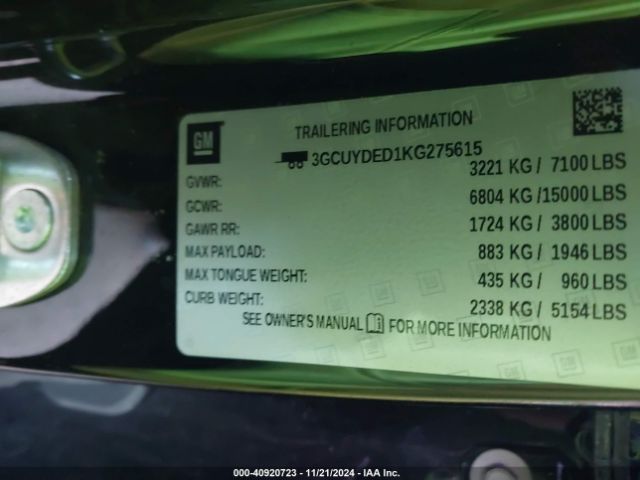 GM
TRAILERING INFORMATION
3GCUYDED1KG275615
GVWR: 3221 KG / 7100 LBS
GCWR: 6804 KG /15000 LBS
GAWR RR: 1724 KG / 3800 LBS
MAX PAYLOAD: 883 KG / 1946 LBS
MAX TONGUE WEIGHT: 435 KG / 960 LBS
CURB WEIGHT: 2338 KG / 5154 LBS
SEE OWNER'S MANUAL FOR MORE INFORMATION
000-40920723 - 11/21/2024 - IAA Inc.